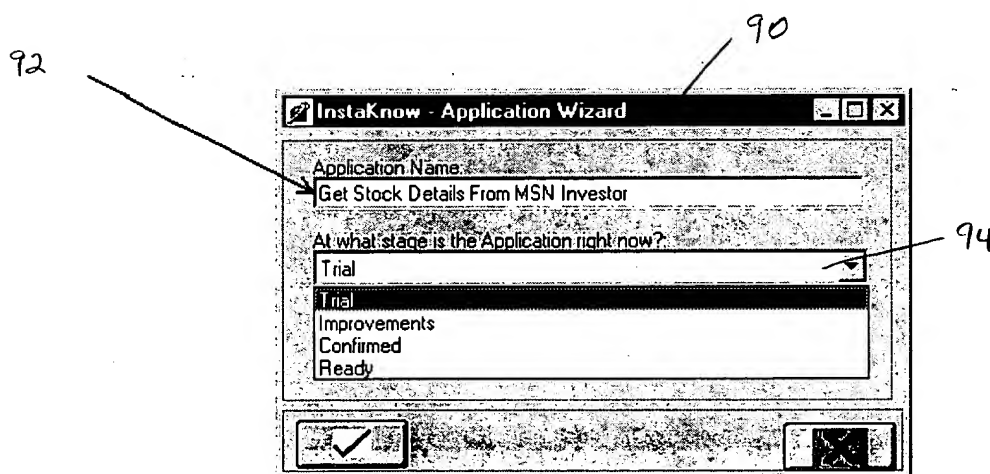 90
92
InstaKnow - Application Wizard
Application Name:
Get Stock Details From MSN Investor
At what stage is the Application right now?
94
Trial
Trial
Improvements
Confirmed
Ready